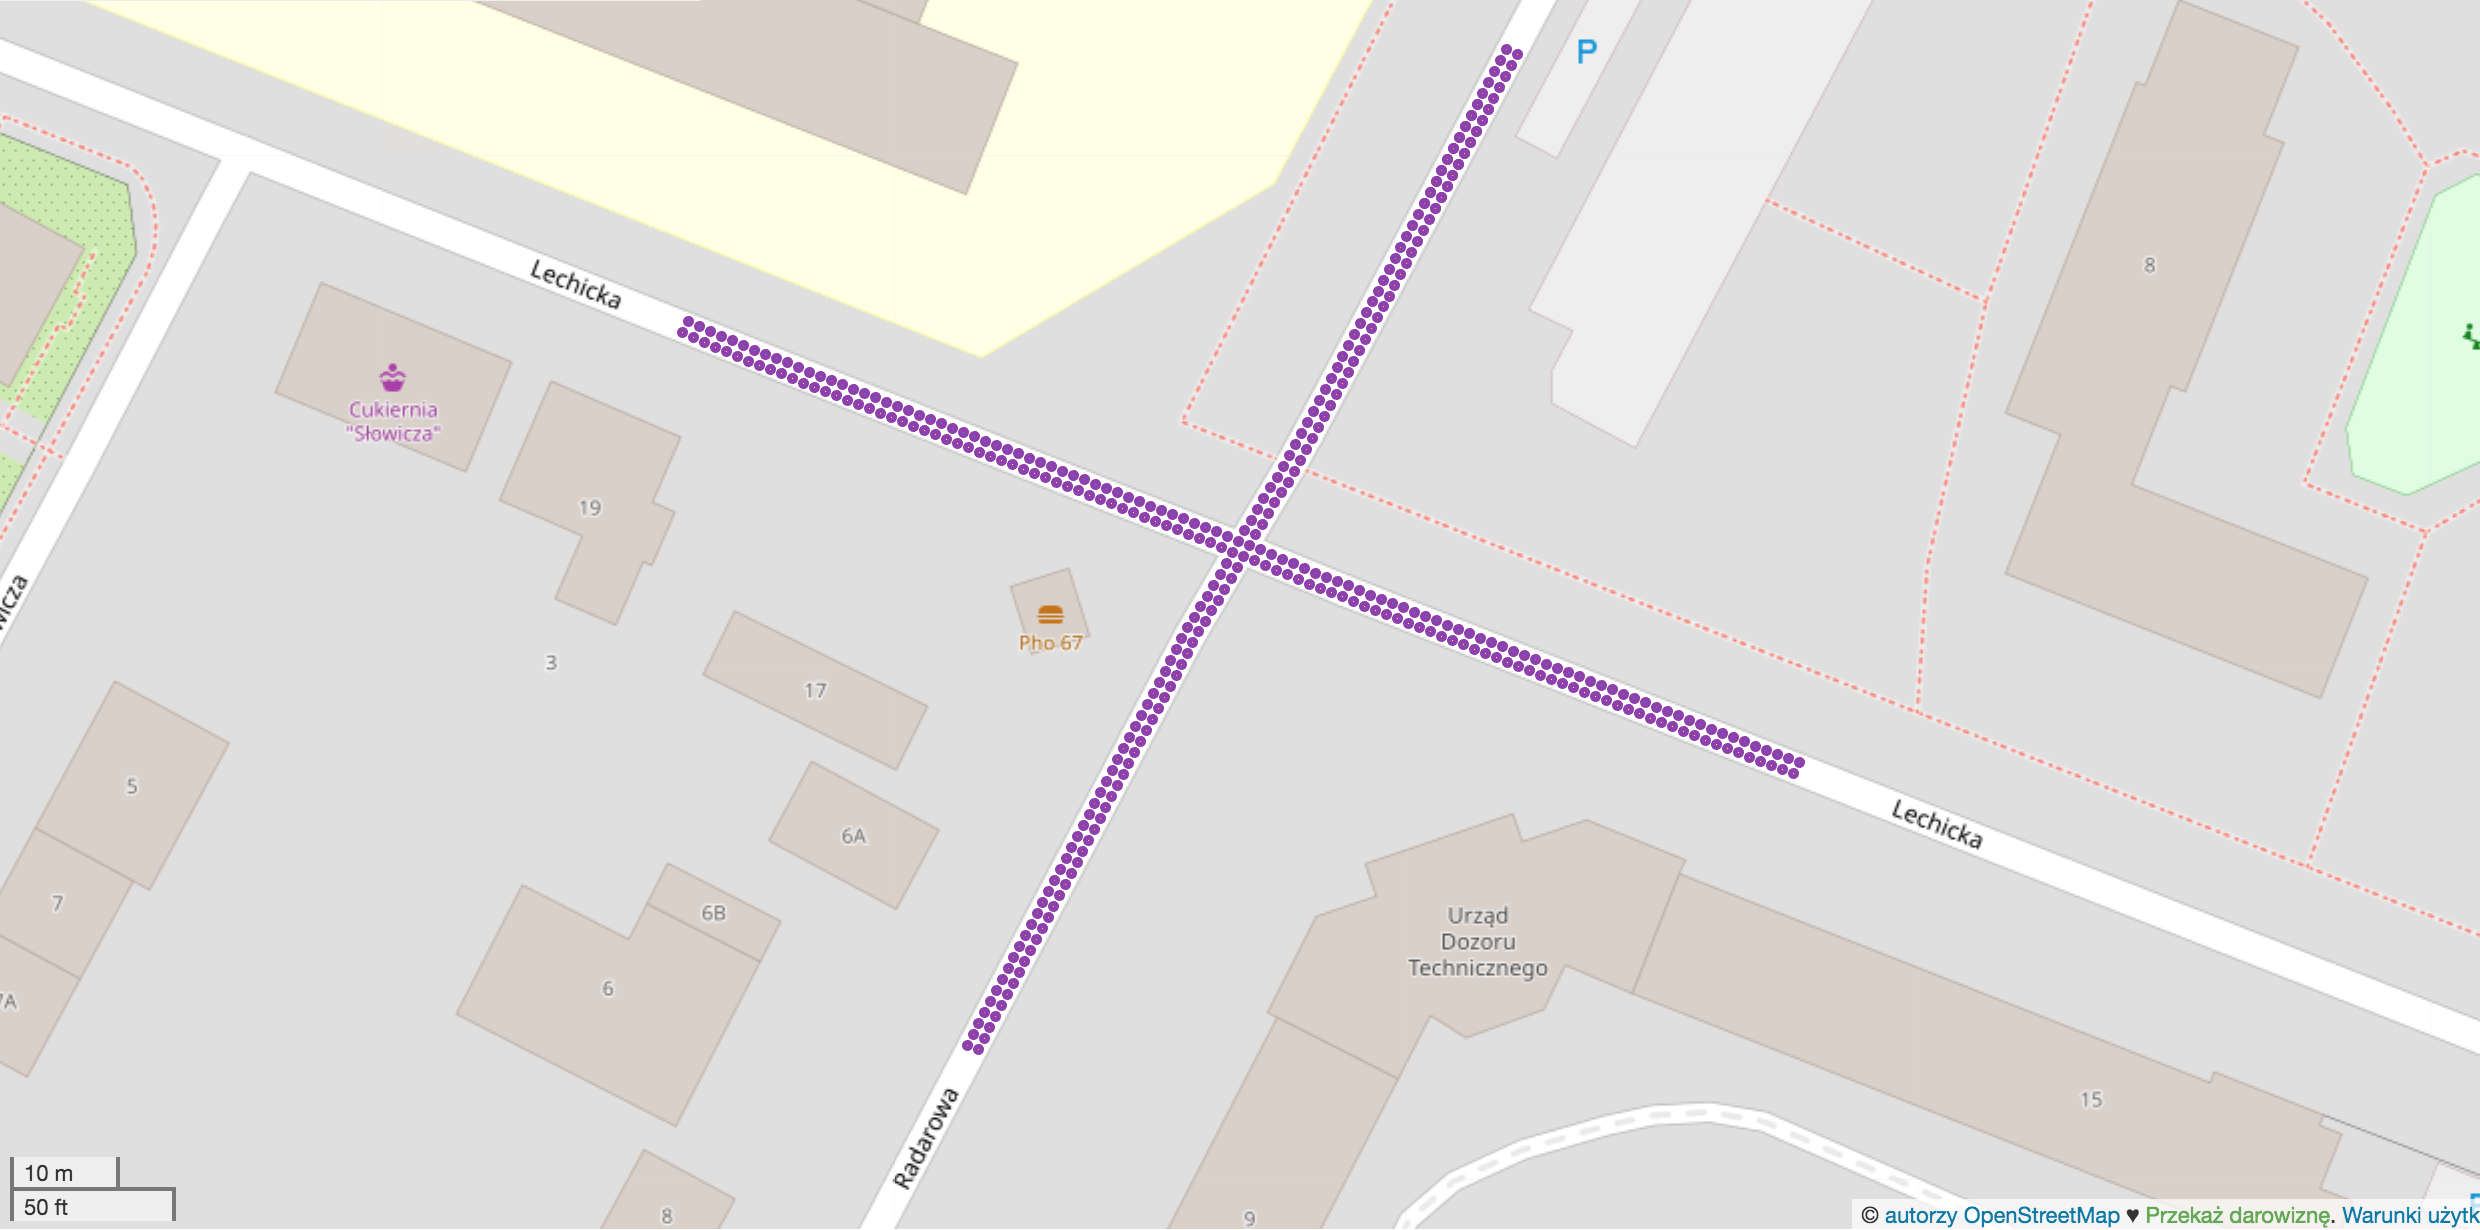 P
8
Lechicka
Cukiernia
"Słowicza"
19
Pho 67
3
17
5
6A
Lechicka
7
6B
Urząd
Dozoru
Technicznego
6
7A
15
Radarowa
10 m
50 ft
8
9
© autorzy OpenStreetMap ♥ Przekaż darowiznę. Warunki użytk